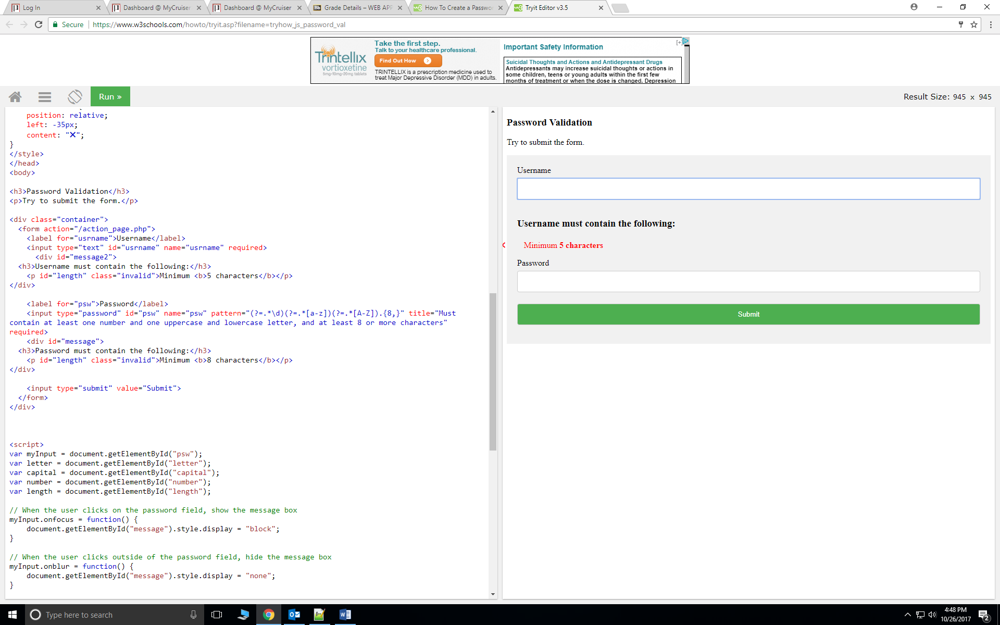 Log In
Dashboard @ MyCruiser
Dashboard @ MyCruiser
Grade Details – WEB APP
How To Create a Passwo
Tryit Editor v3.5
Secure
https://www.w3schools.com/howto/tryit.asp?filename=tryhow_js_password_val
Trintellix
vortioxetine
5mg•10mg•20mg tablets
Take the first step.
Talk to your healthcare professional.
Find Out How
TRINTELLIX is a prescription medicine used to
treat Major Depressive Disorder (MDD) in adults.
Important Safety Information
[+]
Suicidal Thoughts and Actions and Antidepressant Drugs
Antidepressants may increase suicidal thoughts or actions in
some children, teens or young adults within the first few
months of treatment or when the dose is changed. Depression
Run »
Result Size: 945 x 945
    position: relative;
    left: -35px;
    content: "✕";
}
</style>
</head>
<body>
<h3>Password Validation</h3>
<p>Try to submit the form.</p>
<div class="container">
  <form action="/action_page.php">
    <label for="usrname">Username</label>
    <input type="text" id="usrname" name="usrname" required>
      <div id="message2">
  <h3>Username must contain the following:</h3>
    <p id="length" class="invalid">Minimum <b>5 characters</b></p>
</div>
    <label for="psw">Password</label>
    <input type="password" id="psw" name="psw" pattern="(?=.*\d)(?=.*[a-z])(?=.*[A-Z]).{8,}" title="Must
contain at least one number and one uppercase and lowercase letter, and at least 8 or more characters"
required>
    <div id="message">
  <h3>Password must contain the following:</h3>
    <p id="length" class="invalid">Minimum <b>8 characters</b></p>
</div>
    <input type="submit" value="Submit">
  </form>
</div>
<script>
var myInput = document.getElementById("psw");
var letter = document.getElementById("letter");
var capital = document.getElementById("capital");
var number = document.getElementById("number");
var length = document.getElementById("length");
// When the user clicks on the password field, show the message box
myInput.onfocus = function() {
    document.getElementById("message").style.display = "block";
}
// When the user clicks outside of the password field, hide the message box
myInput.onblur = function() {
    document.getElementById("message").style.display = "none";
}
Password Validation
Try to submit the form.
Username
Username must contain the following:
Minimum 5 characters
Password
Submit
Type here to search
4:48 PM
10/26/2017
2